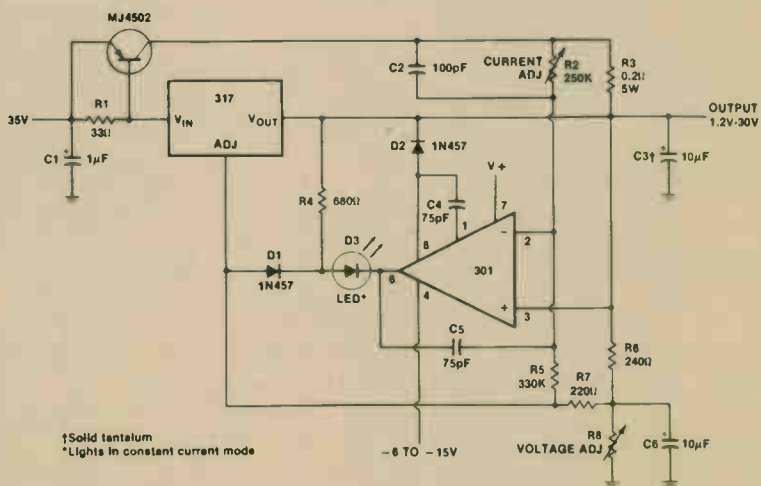 MJ4502
C2
100pF
CURRENT
ADJ
R2
250K
R3
0.2Ω
5W
R1
33Ω
35V
317
VIN
VOUT
ADJ
OUTPUT
1.2V-30V
C1
+
1µF
D2
1N457
V+
C3†
+
10µF
R4
680Ω
C4
75pF
7
8
1
−
2
D3
301
D1
1N457
LED*
6
4
+
3
C5
75pF
R5
330K
R6
240Ω
R7
220Ω
R8
VOLTAGE ADJ
+
C6
10µF
−6 TO −15V
†Solid tantalum
*Lights in constant current mode